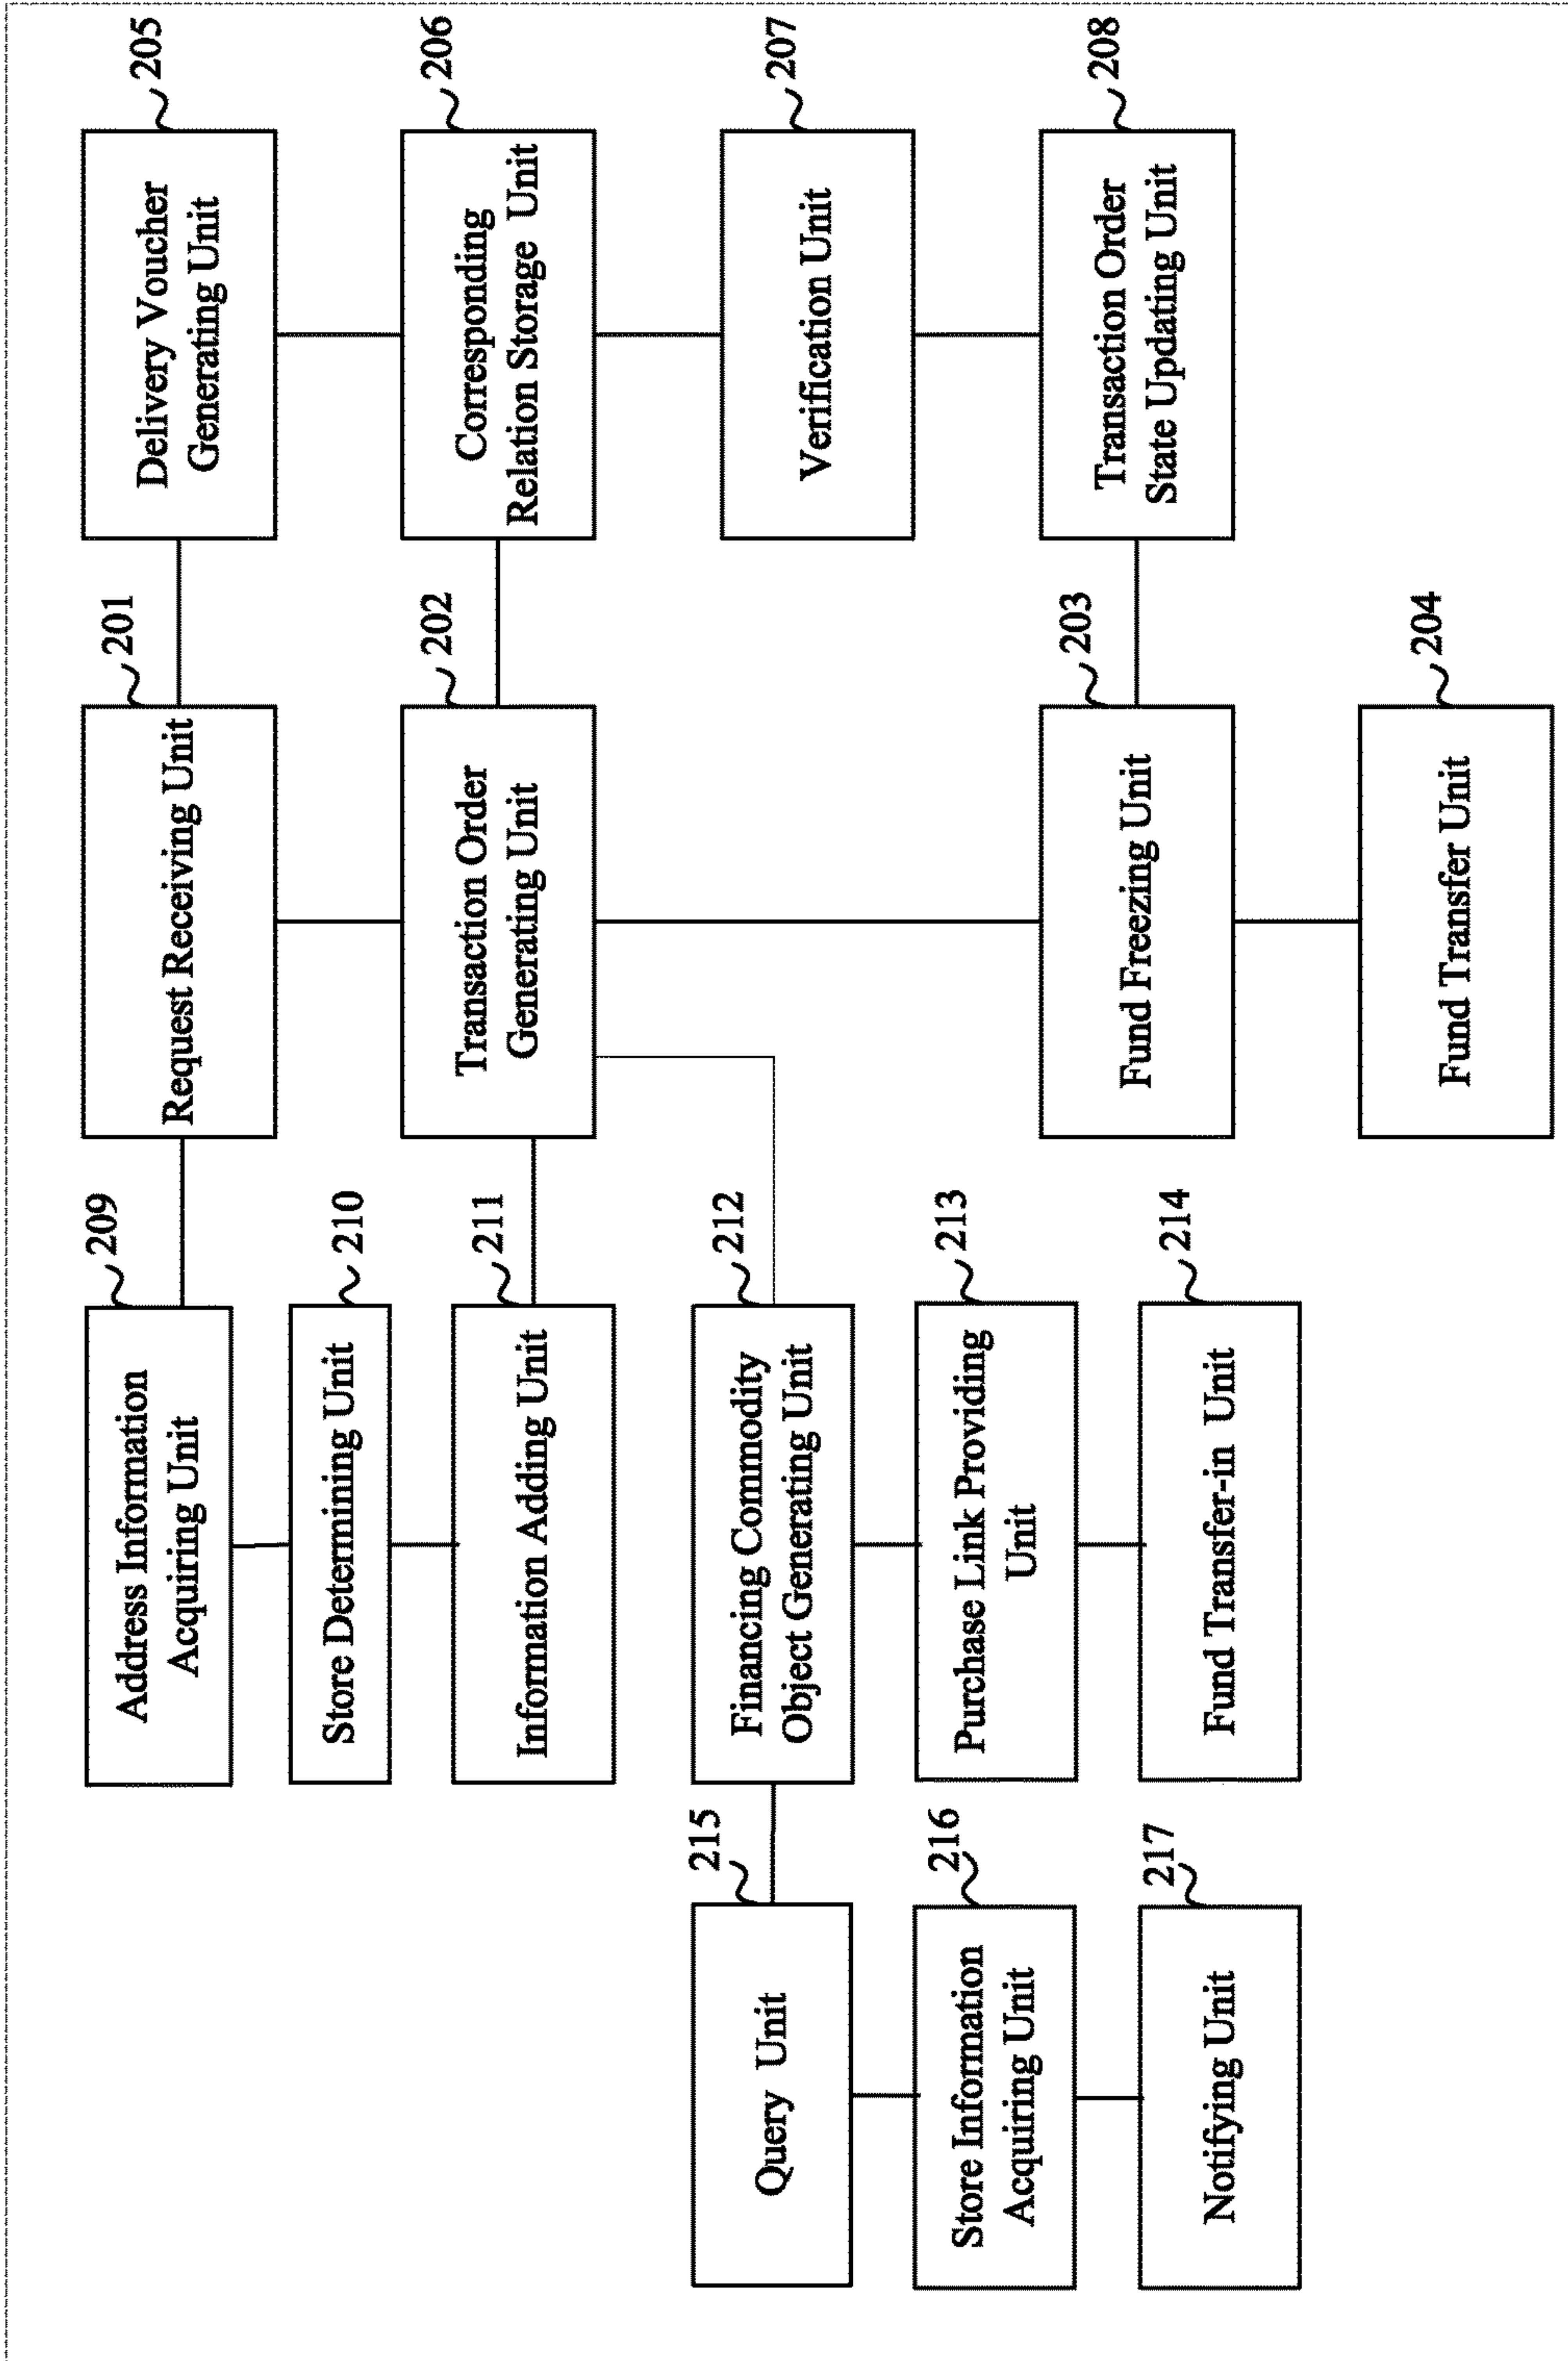 205
Delivery Voucher
Generating Unit
206
Corresponding
Relation Storage Unit
207
Verification Unit
208
Transaction Order
State Updating Unit
201
Request Receiving Unit
202
Transaction Order
Generating Unit
203
Fund Freezing Unit
204
Fund Transfer Unit
209
Address Information
Acquiring Unit
210
Store Determining Unit
211
Information Adding Unit
212
Financing Commodity
Object Generating Unit
213
Purchase Link Providing
Unit
214
Fund Transfer-in Unit
215
Query Unit
216
Store Information
Acquiring Unit
217
Notifying Unit